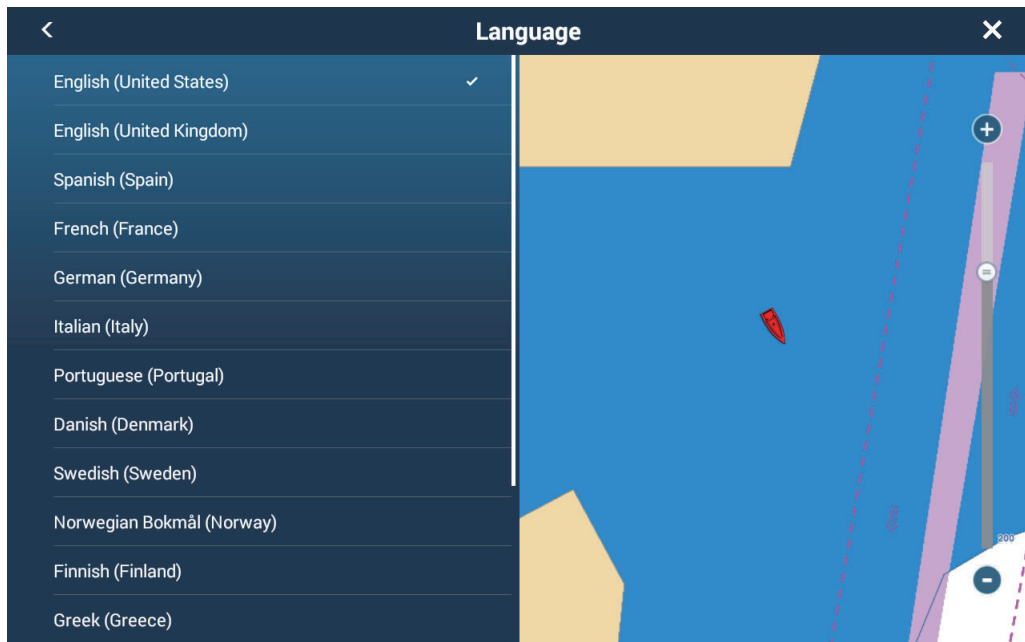 Language
English (United States)
English (United Kingdom)
Spanish (Spain)
French (France)
German (Germany)
Italian (Italy)
Portuguese (Portugal)
Danish (Denmark)
Swedish (Sweden)
Norwegian Bokmål (Norway)
200
Finnish (Finland)
Greek (Greece)